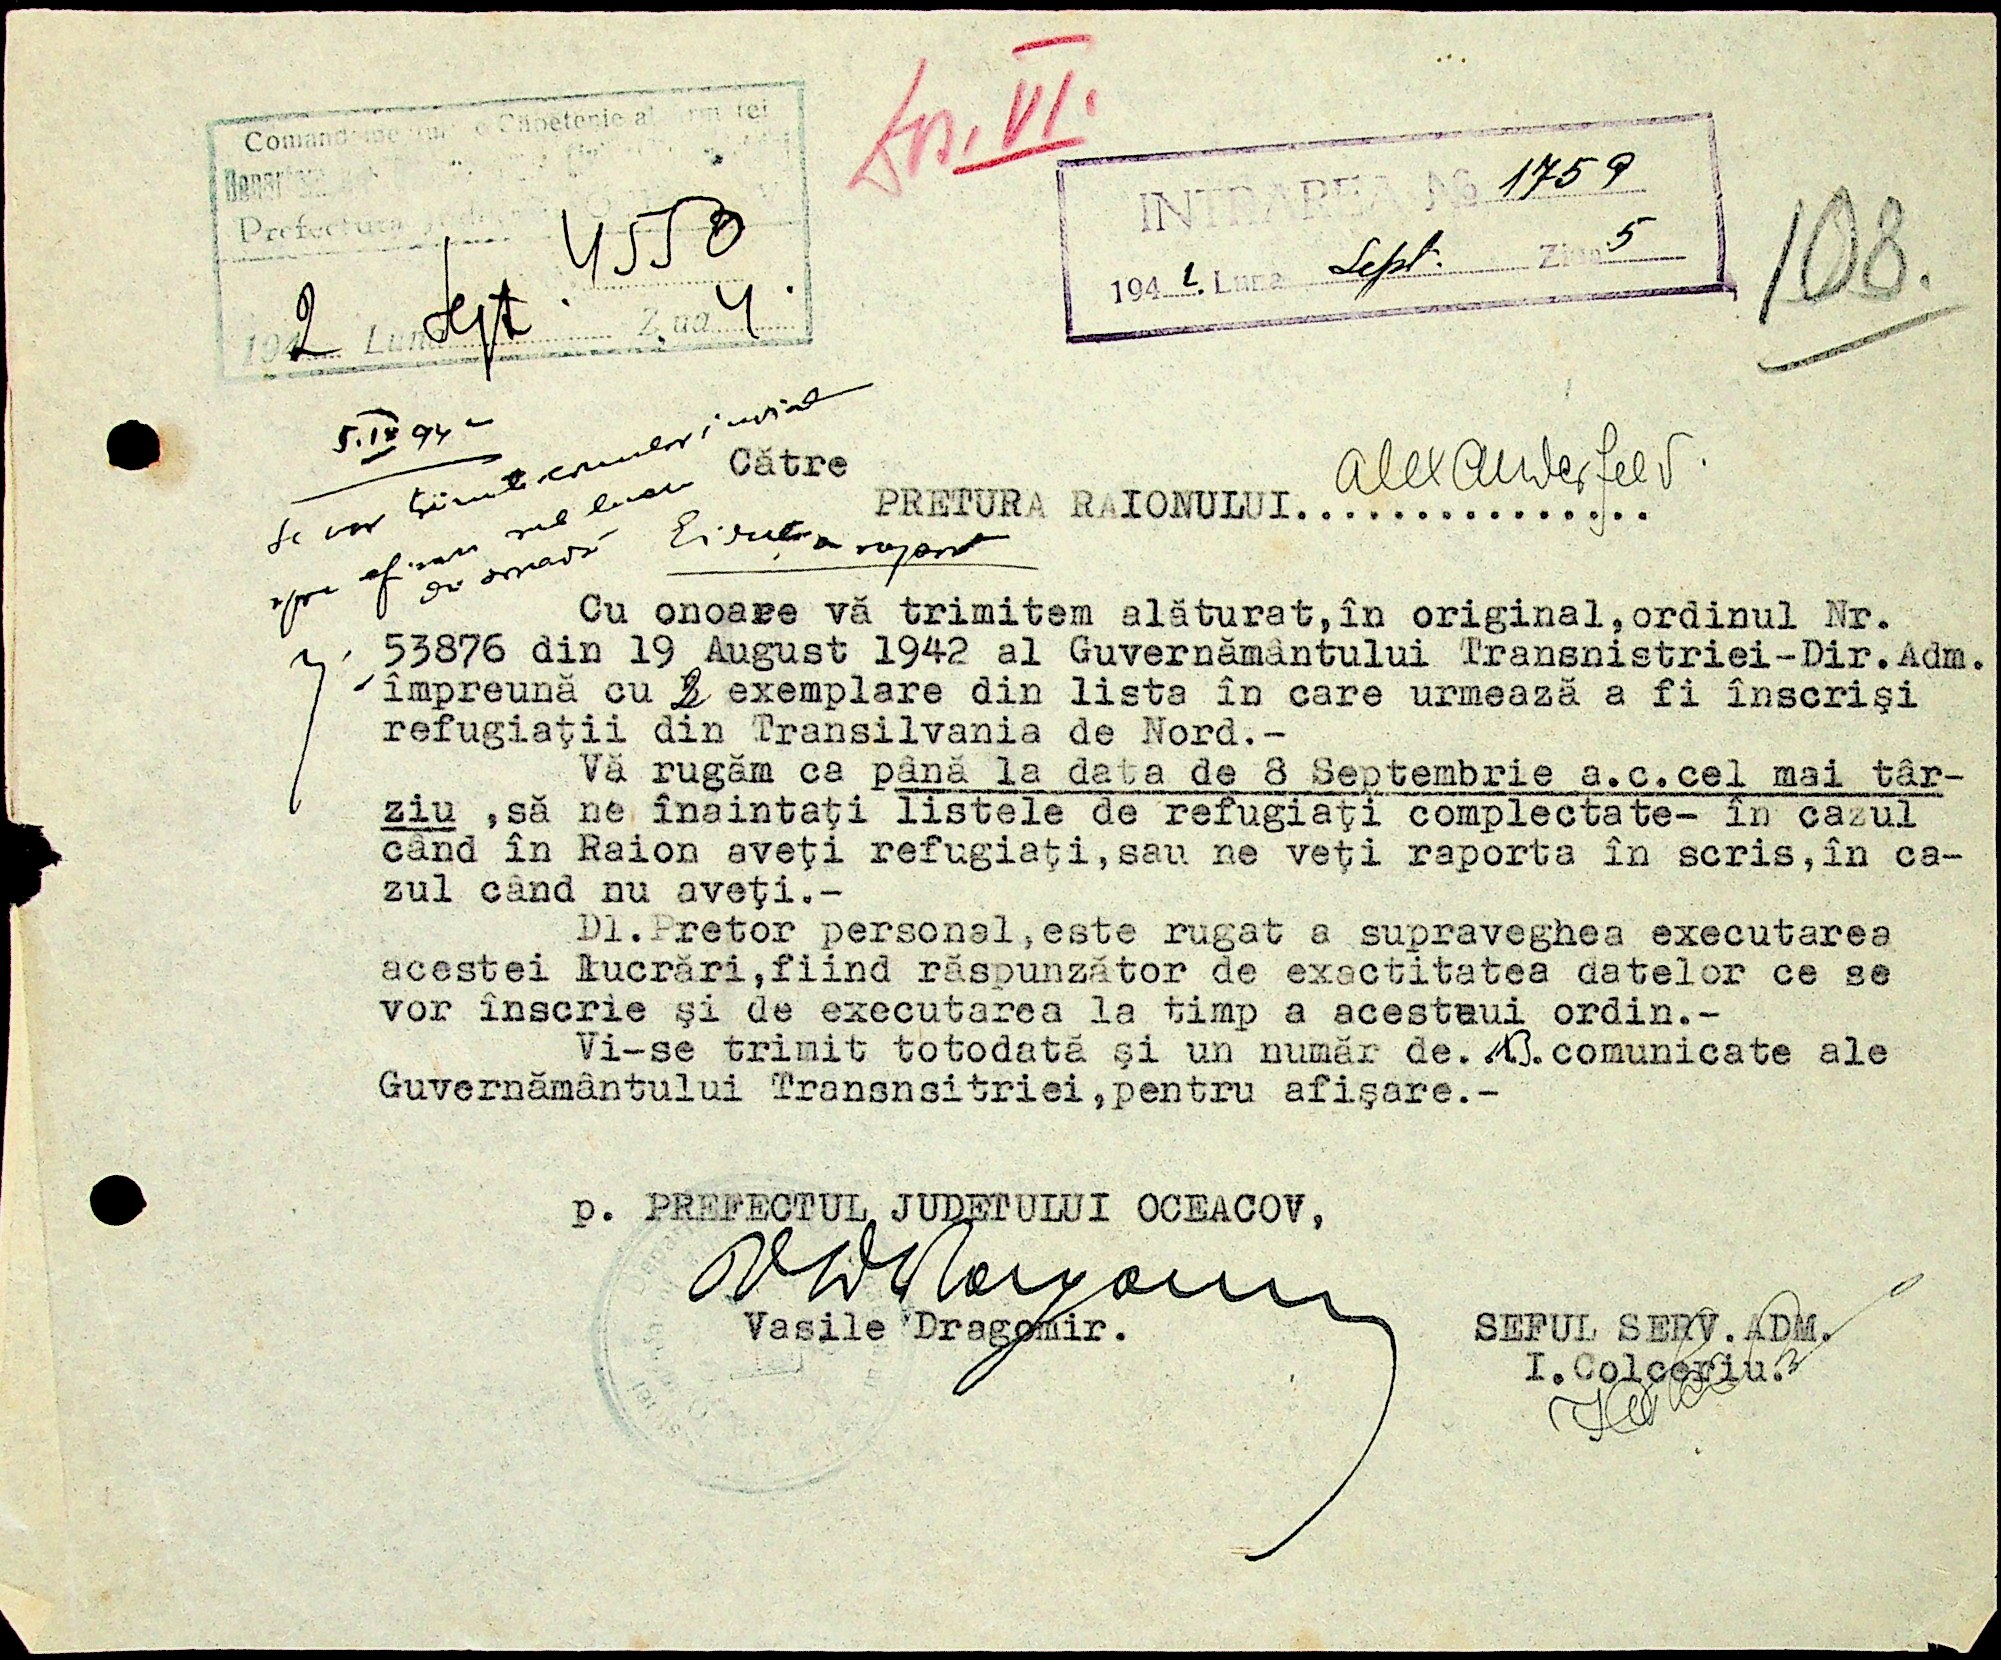 Prefectura
4550
1942 Luna Sept. Ziua 4.
VI.
INTRAREA № 1759
1942 Luna Sept. Ziua 5
108.
5.IX 942
Către
PRETURA RAIONULUI................
Alexanderfeld.
Cu onoare vă trimitem alăturat,în original,ordinul Nr.
53876 din 19 August 1942 al Guvernământului Transnistriei-Dir.Adm.
împreună cu 2 exemplare din lista în care urmează a fi înscrişi
refugiaţii din Transilvania de Nord.-
Vă rugăm ca până la data de 8 Septembrie a.c.cel mai târ-
ziu ,să ne înaintaţi listele de refugiaţi complectate- în cazul
când în Raion aveţi refugiaţi,sau ne veţi raporta în scris,în ca-
zul când nu aveţi.-
Dl.Pretor personal,este rugat a supraveghea executarea
acestei lucrări,fiind răspunzător de exactitatea datelor ce se
vor înscrie şi de executarea la timp a acestui ordin.-
Vi-se trimit totodată şi un număr de. 13.comunicate ale
Guvernământului Transnsitriei,pentru afişare.-
p. PREFECTUL JUDETULUI OCEACOV,
Vasile Dragomir.
SEFUL SERV.ADM.
I.Colceriu.